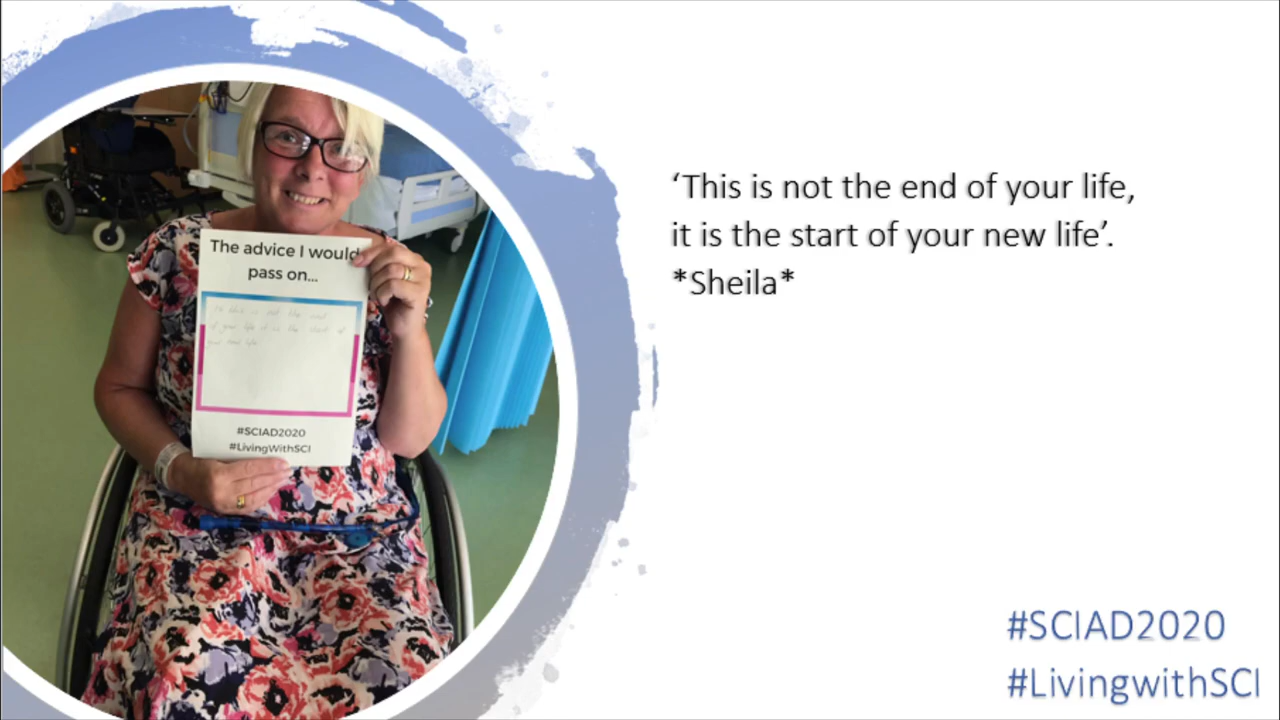 The advice I would
pass on...
#SCIAD2020
#LivingWithSCI
‘This is not the end of your life,
it is the start of your new life’.
*Sheila*
#SCIAD2020
#LivingwithSCI